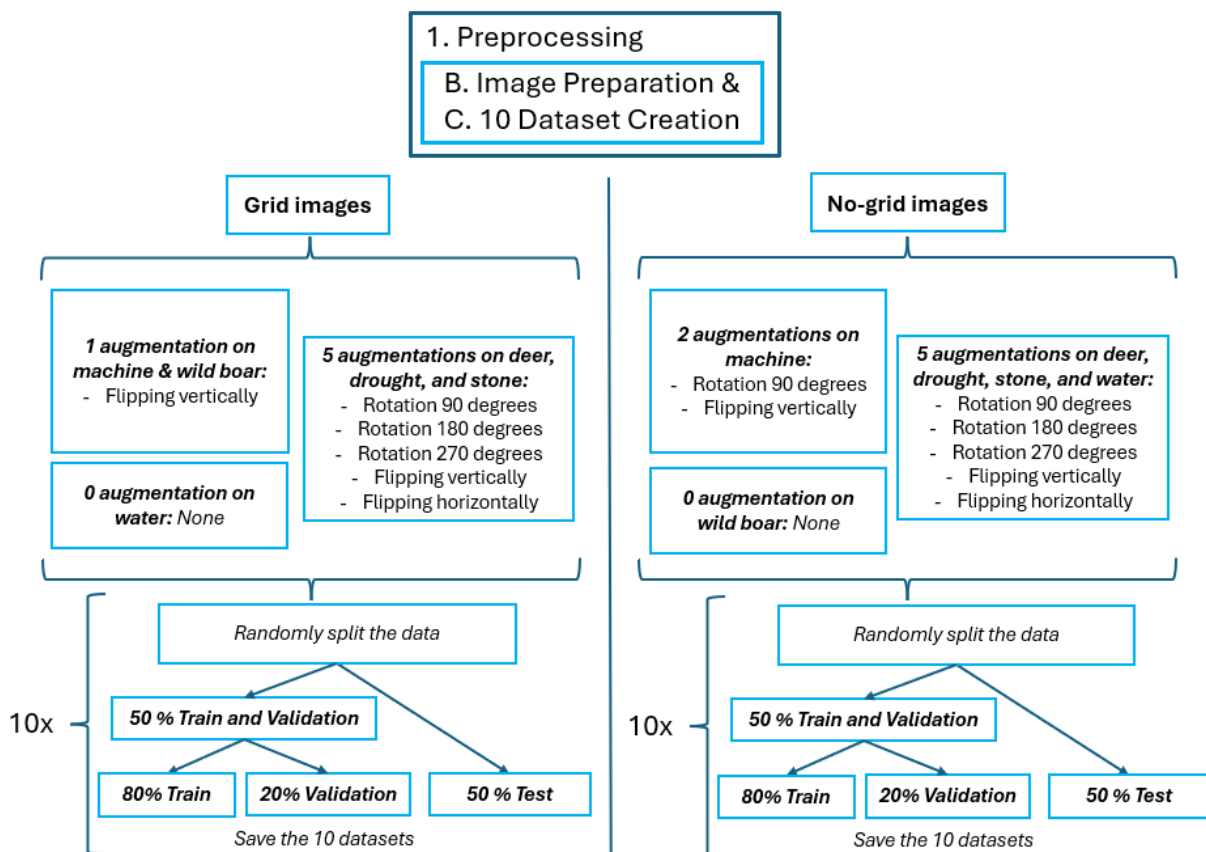 1. Preprocessing
B. Image Preparation &
C. 10 Dataset Creation
Grid images
1 augmentation on
machine & wild boar:
- Flipping vertically
0 augmentation on
water: None
5 augmentations on deer,
drought, and stone:
- Rotation 90 degrees
- Rotation 180 degrees
- Rotation 270 degrees
- Flipping vertically
- Flipping horizontally
10x
Randomly split the data
50 % Train and Validation
80% Train
20% Validation
50 % Test
Save the 10 datasets
No-grid images
2 augmentations on
machine:
- Rotation 90 degrees
- Flipping vertically
0 augmentation on
wild boar: None
5 augmentations on deer,
drought, stone, and water:
- Rotation 90 degrees
- Rotation 180 degrees
- Rotation 270 degrees
- Flipping vertically
- Flipping horizontally
10x
Randomly split the data
50 % Train and Validation
80% Train
20% Validation
50 % Test
Save the 10 datasets